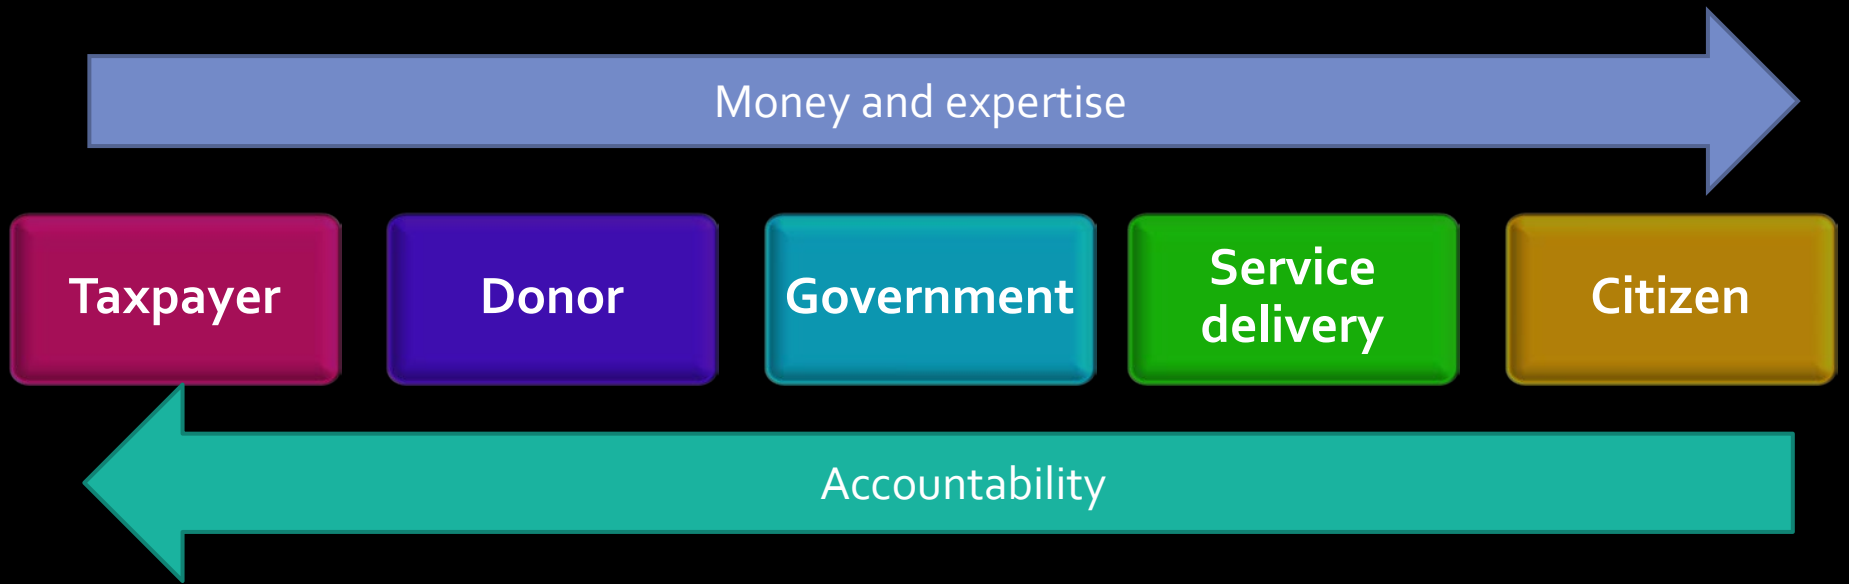 Money and expertise
Taxpayer
Donor
Government
Service
delivery
Citizen
Accountability